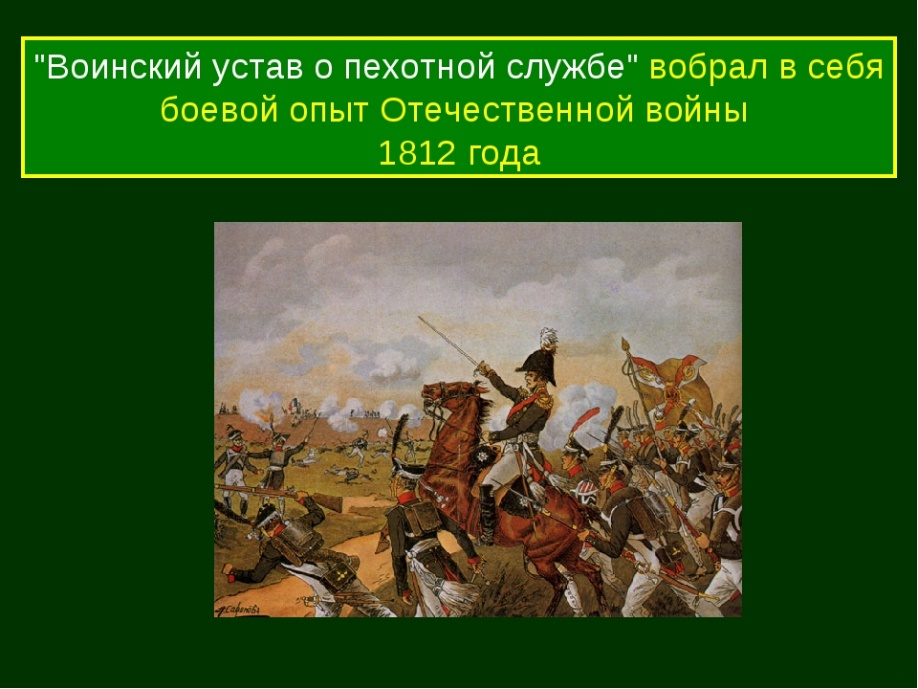 "Воинский устав о пехотной службе" вобрал в себя
боевой опыт Отечественной войны
1812 года